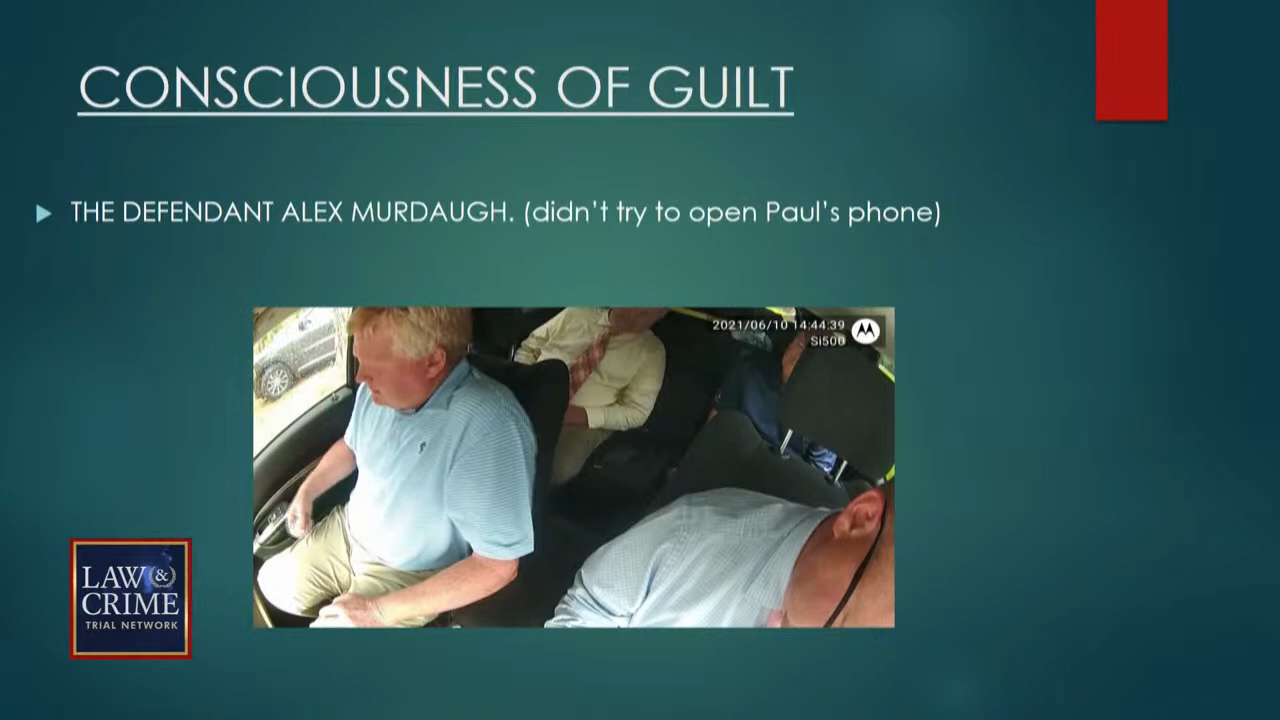 CONSCIOUSNESS OF GUILT
THE DEFENDANT ALEX MURDAUGH. (didn't try to open Paul's phone)
2021/06/10 14:44:39
Si500
LAW &
CRIME
TRIAL NETWORK